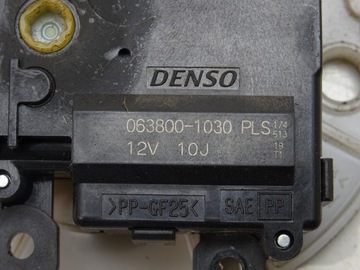 DENSO
063800-1030 PLS
12V 10J
>PP-GF25< SAE PP